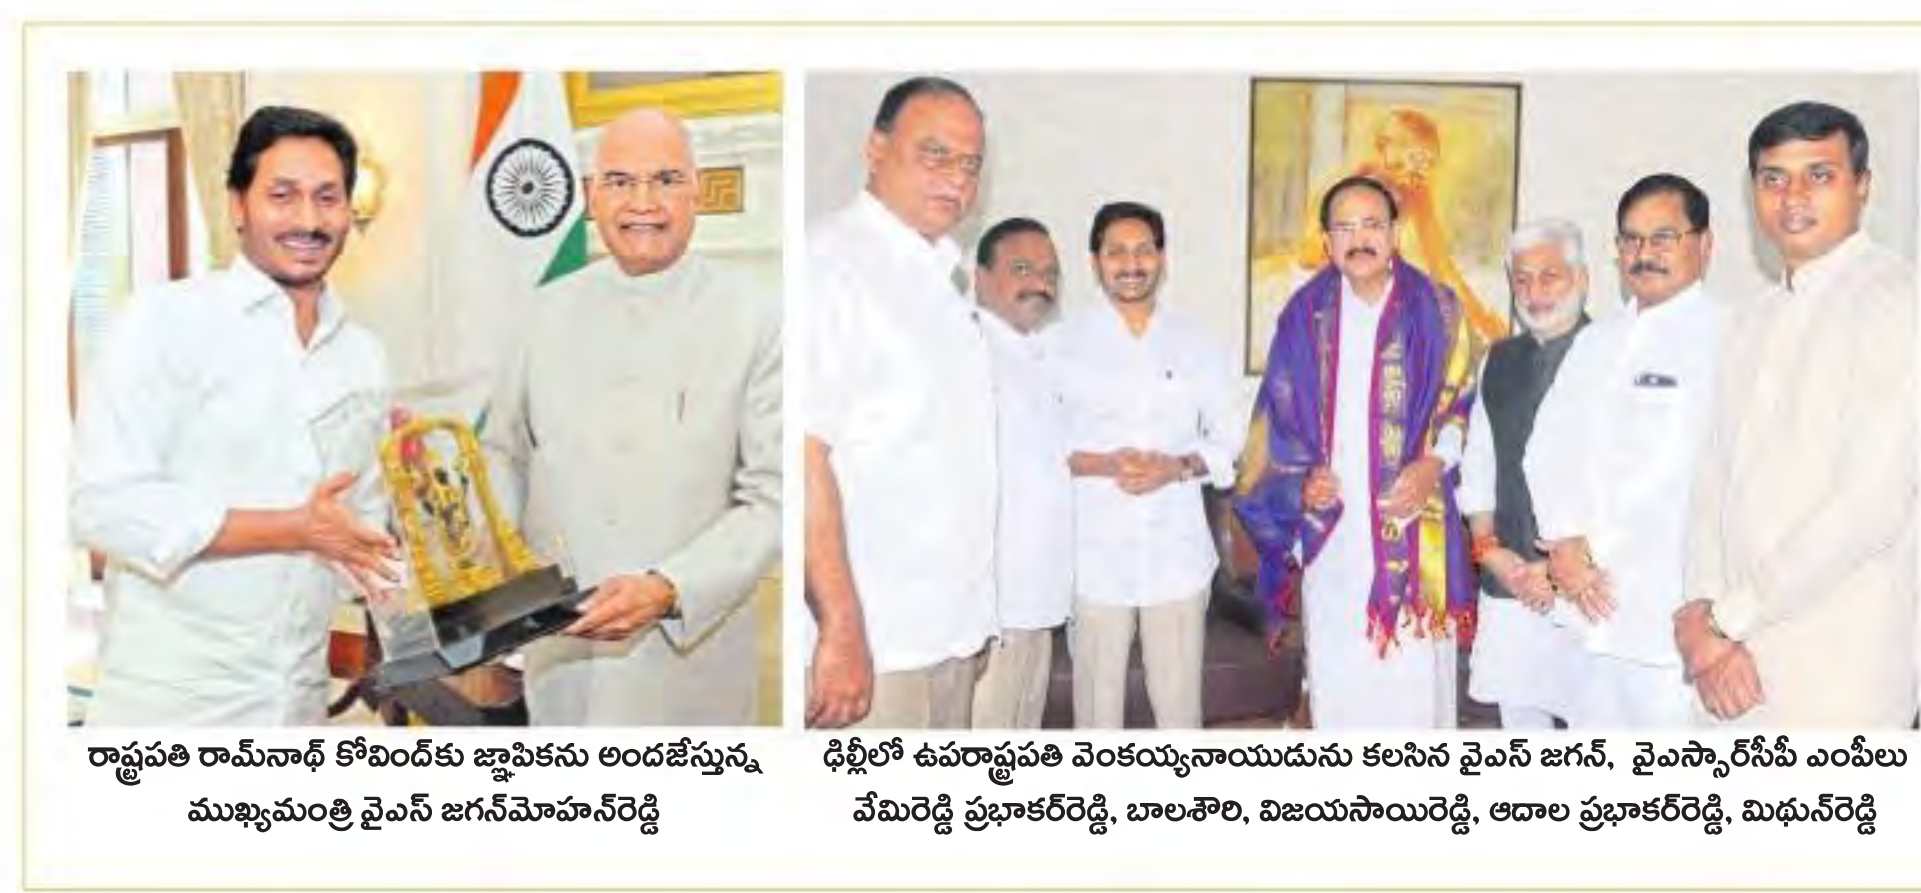 రాష్ట్రపతి రామ్‌నాథ్ కోవింద్‌కు జ్ఞాపికను అందజేస్తున్న
ముఖ్యమంత్రి వైఎస్ జగన్‌మోహన్‌రెడ్డి
ఢిల్లీలో ఉపరాష్ట్రపతి వెంకయ్యనాయుడును కలసిన వైఎస్ జగన్, వైఎస్సార్‌సీపీ ఎంపీలు
వేమిరెడ్డి ప్రభాకర్‌రెడ్డి, బాలశౌరి, విజయసాయిరెడ్డి, ఆదాల ప్రభాకర్‌రెడ్డి, మిథున్‌రెడ్డి